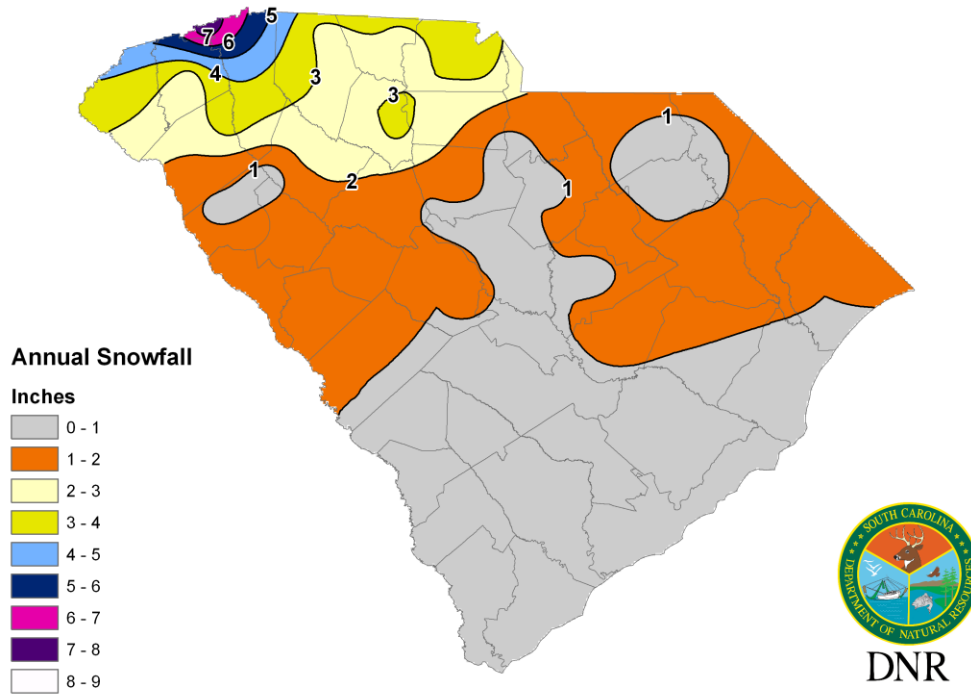 5
7
6
4
3
3
1
1
2
1
Annual Snowfall
Inches
0 - 1
1 - 2
2 - 3
3 - 4
4 - 5
5 - 6
6 - 7
7 - 8
8 - 9
SOUTH CAROLINA
DEPARTMENT OF NATURAL RESOURCES
DNR